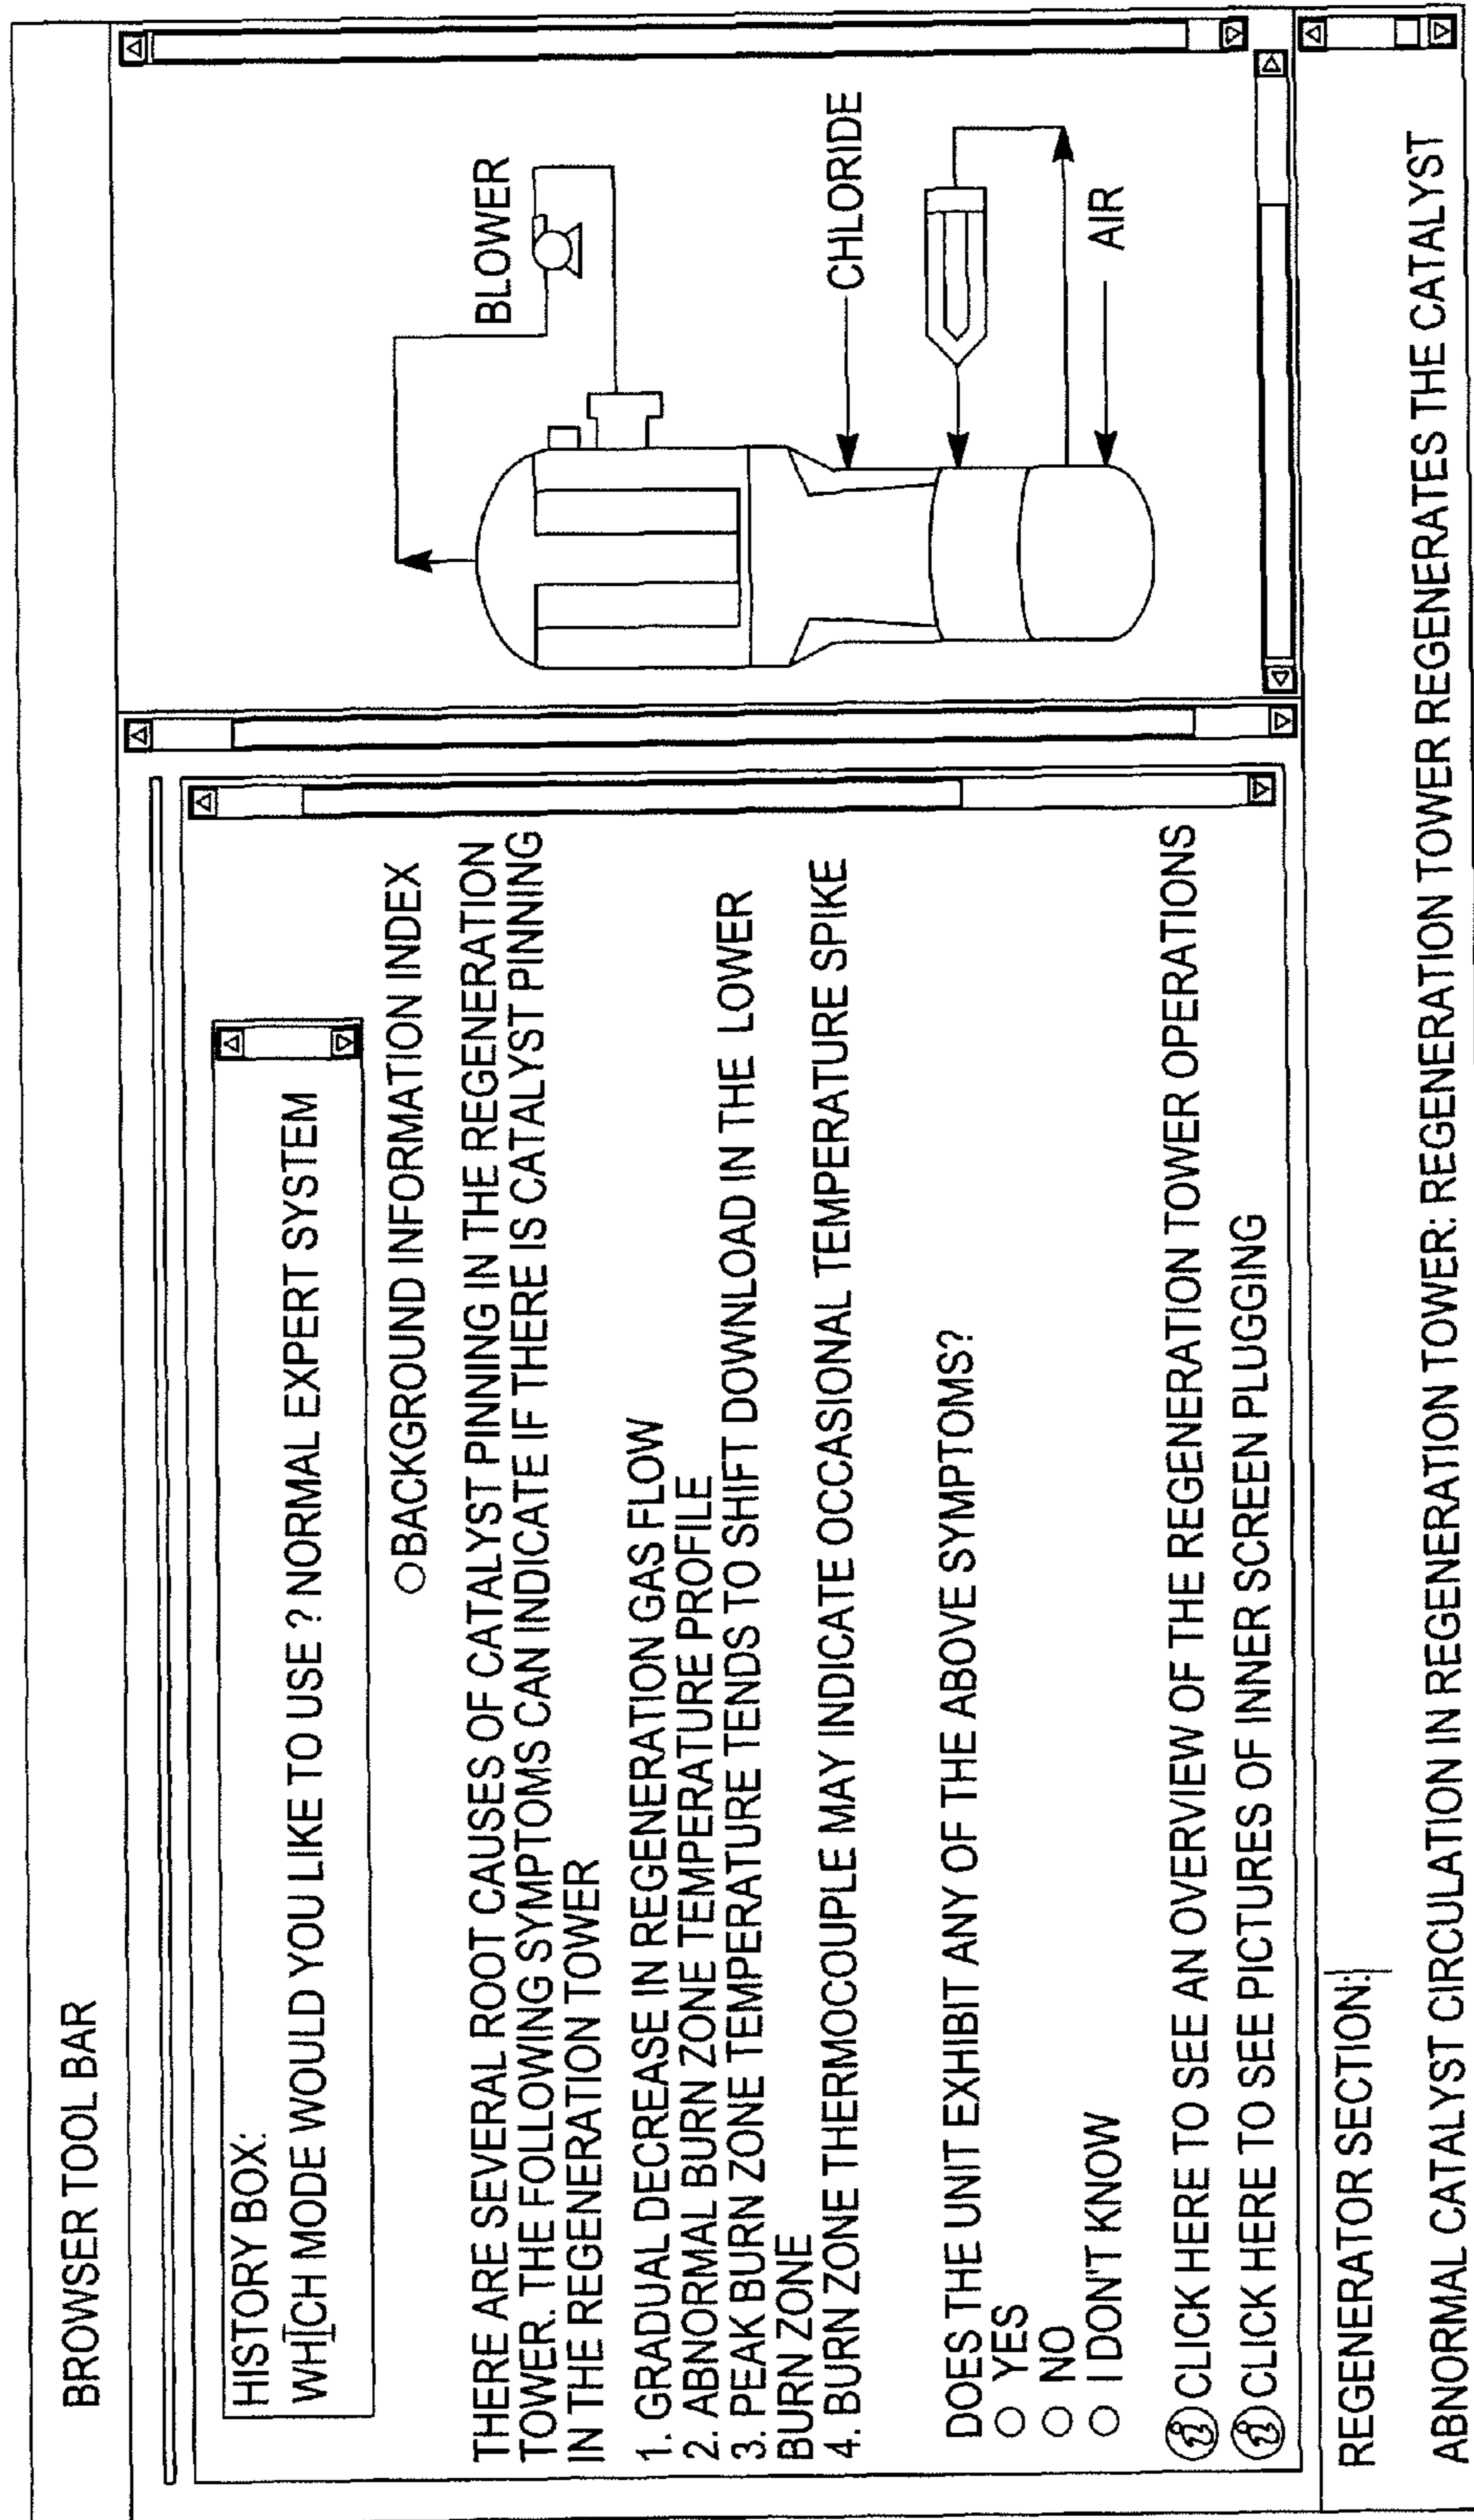 BROWSER TOOL BAR
HISTORY BOX:
WHICH MODE WOULD YOU LIKE TO USE ? NORMAL EXPERT SYSTEM
BACKGROUND INFORMATION INDEX
THERE ARE SEVERAL ROOT CAUSES OF CATALYST PINNING IN THE REGENERATION
TOWER. THE FOLLOWING SYMPTOMS CAN INDICATE IF THERE IS CATALYST PINNING
IN THE REGENERATION TOWER
1. GRADUAL DECREASE IN REGENERATION GAS FLOW
2. ABNORMAL BURN ZONE TEMPERATURE PROFILE
3. PEAK BURN ZONE TEMPERATURE TENDS TO SHIFT DOWNLOAD IN THE LOWER
BURN ZONE
4. BURN ZONE THERMOCOUPLE MAY INDICATE OCCASIONAL TEMPERATURE SPIKE
DOES THE UNIT EXHIBIT ANY OF THE ABOVE SYMPTOMS?
YES
NO
I DON'T KNOW
i CLICK HERE TO SEE AN OVERVIEW OF THE REGENERATION TOWER OPERATIONS
i CLICK HERE TO SEE PICTURES OF INNER SCREEN PLUGGING
BLOWER
CHLORIDE
AIR
REGENERATOR SECTION:
ABNORMAL CATALYST CIRCULATION IN REGENERATION TOWER: REGENERATION TOWER REGENERATES THE CATALYST